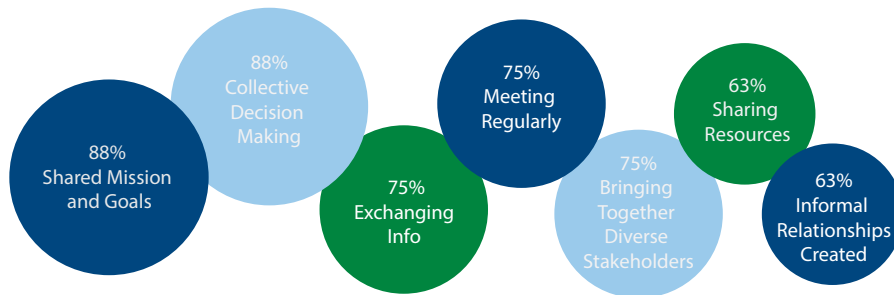 88%
Shared Mission
and Goals
88%
Collective
Decision
Making
75%
Exchanging
Info
75%
Meeting
Regularly
75%
Bringing
Together
Diverse
Stakeholders
63%
Sharing
Resources
63%
Informal
Relationships
Created